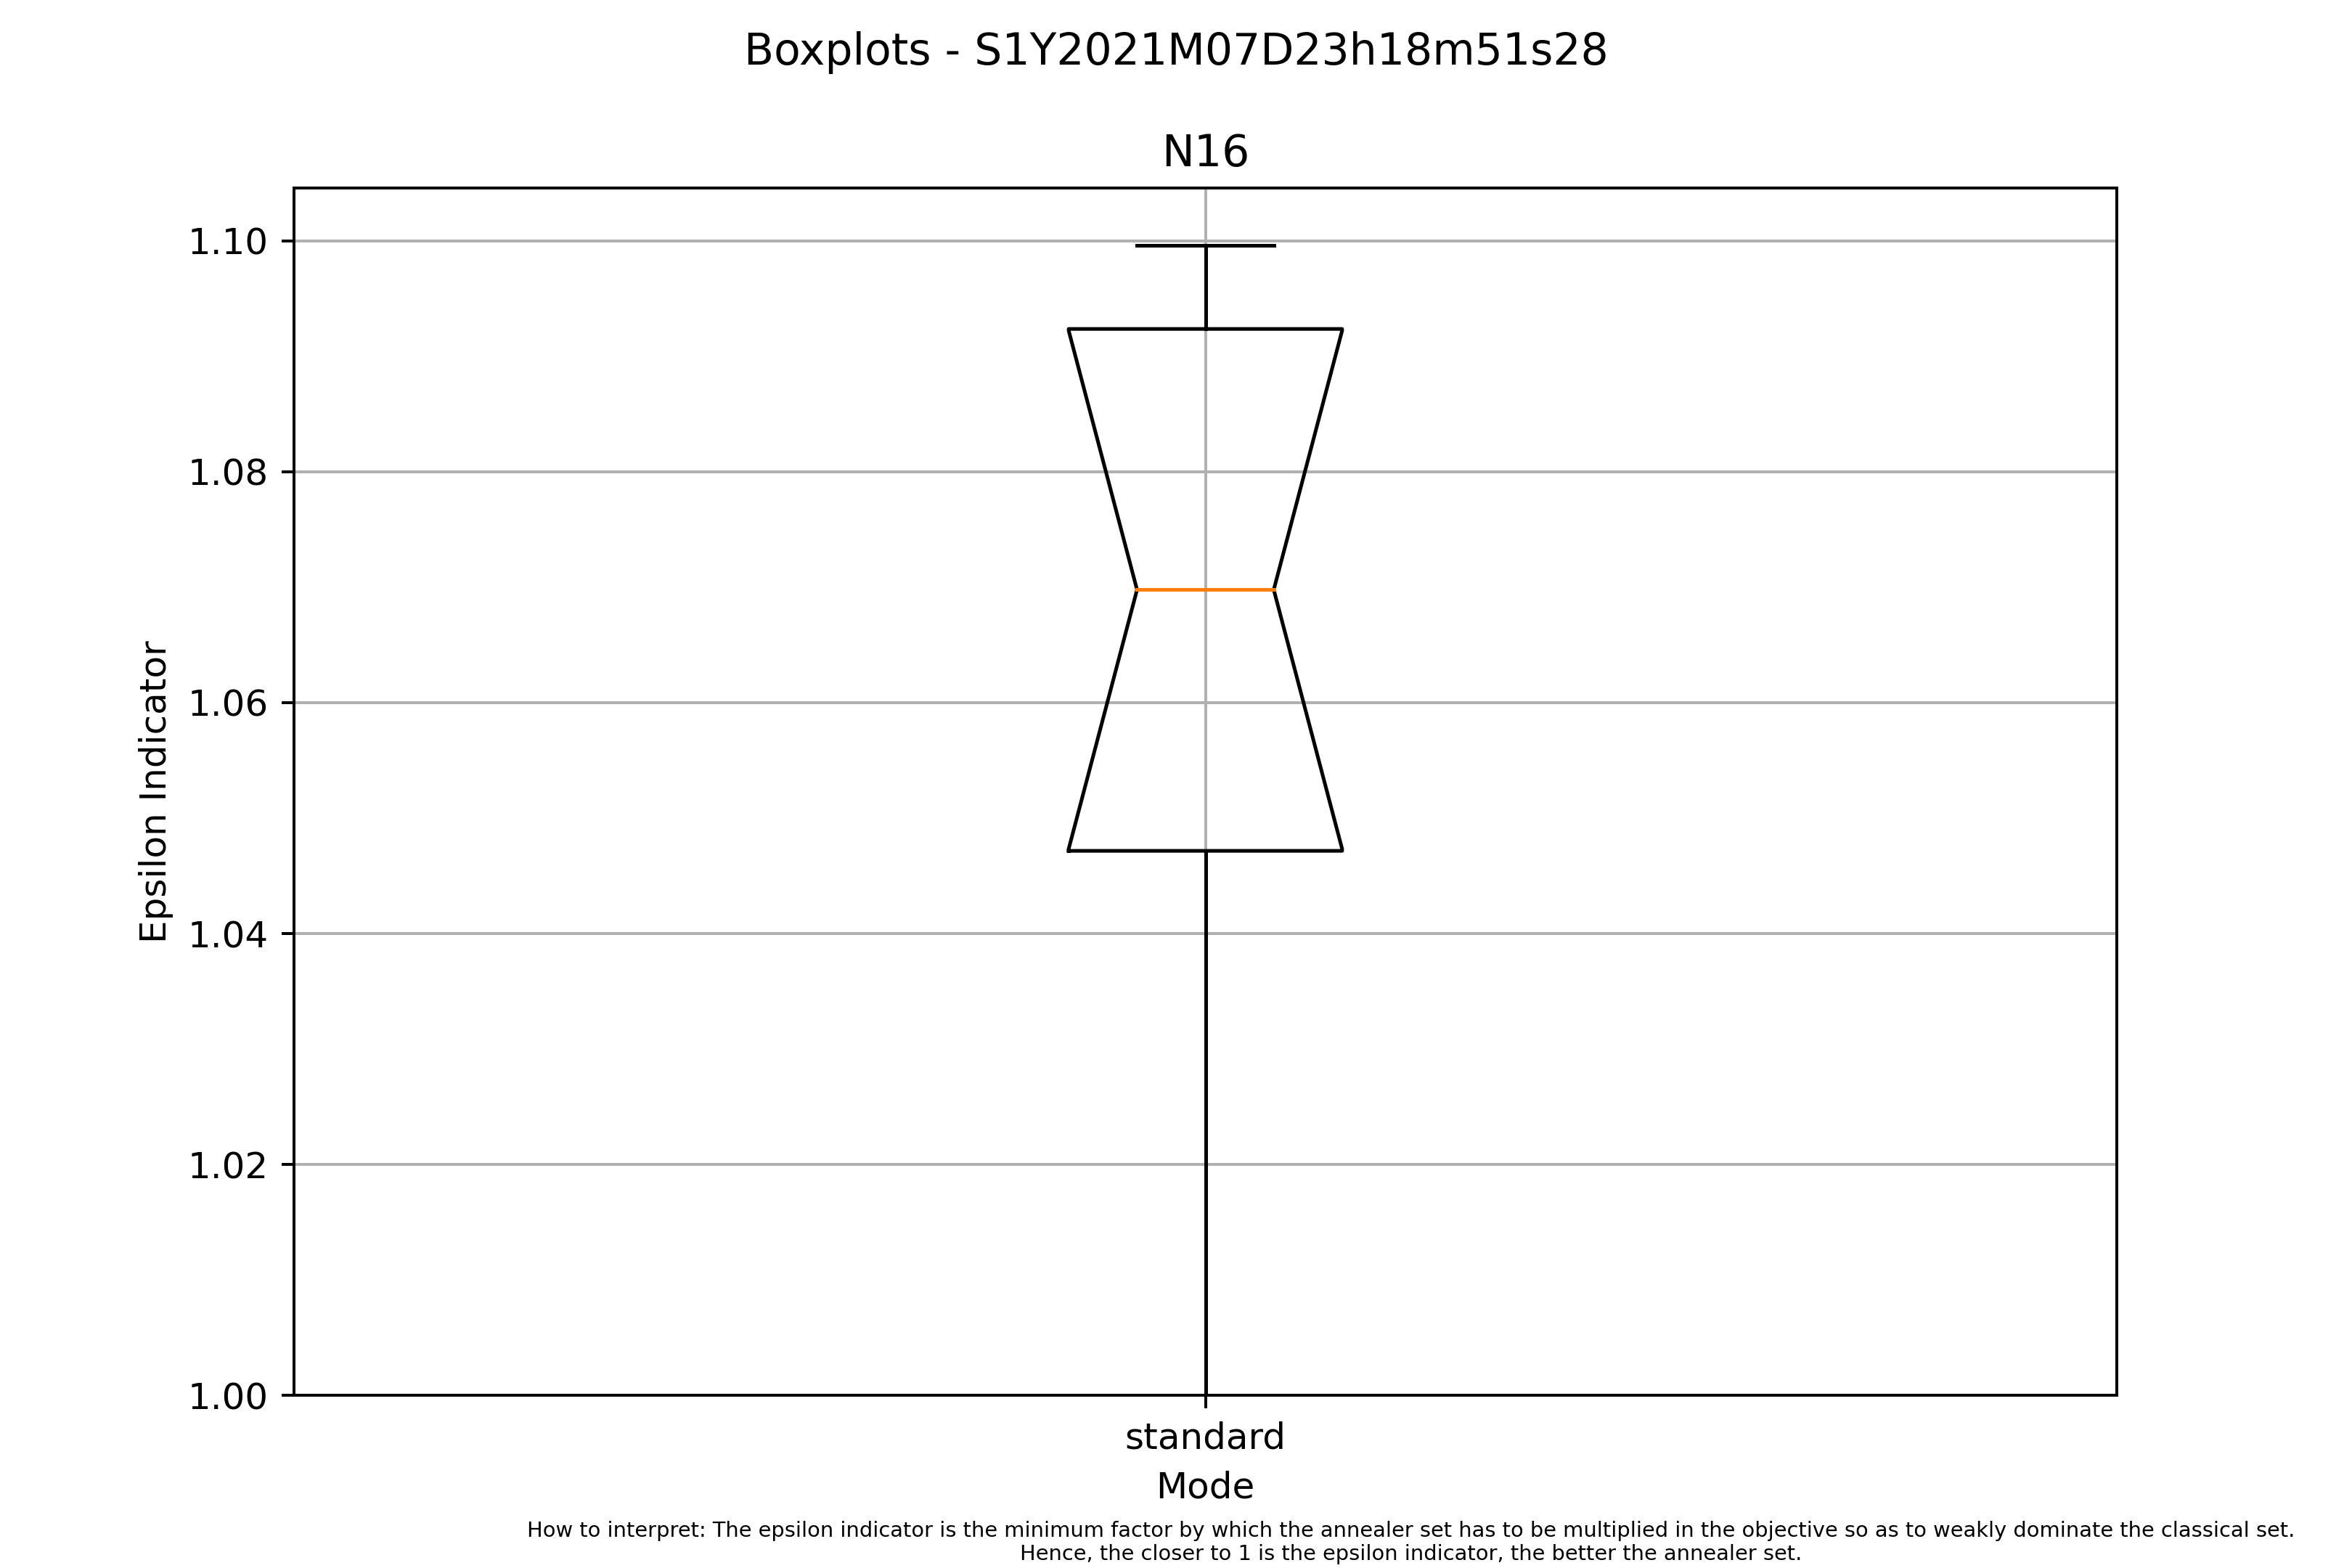 Boxplots - S1Y2021M07D23h18m51s28
N16
1.10
1.08
1.06
1.04
1.02
1.00
Epsilon Indicator
standard
Mode
How to interpret: The epsilon indicator is the minimum factor by which the annealer set has to be multiplied in the objective so as to weakly dominate the classical set.
Hence, the closer to 1 is the epsilon indicator, the better the annealer set.